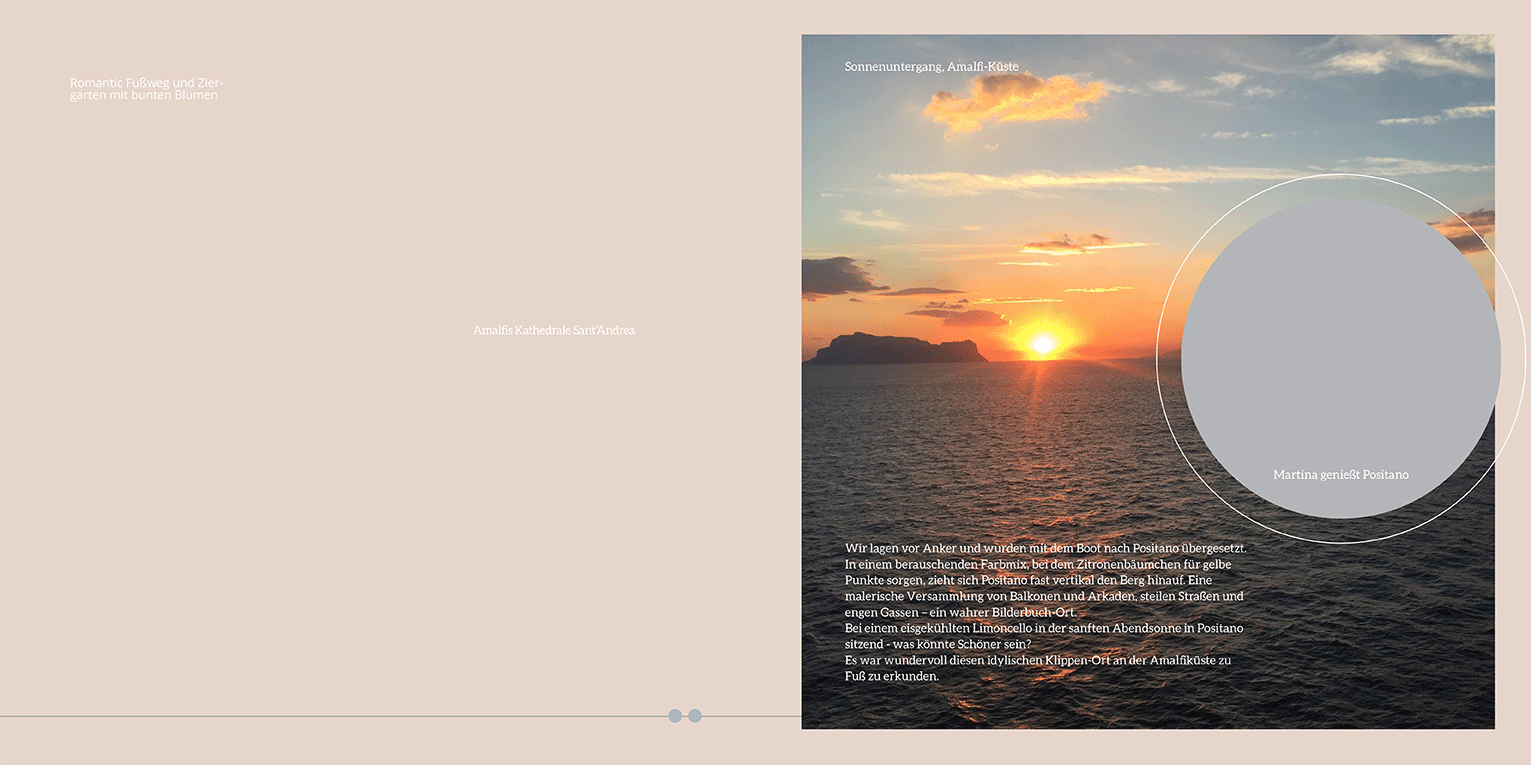 Romantic Fußweg und Zier-
garten mit bunten Blumen
Amalfis Kathedrale Sant'Andrea
Sonnenuntergang, Amalfi-Küste
Martina genießt Positano
Wir lagen vor Anker und wurden mit dem Boot nach Positano übergesetzt.
In einem berauschenden Farbmix, bei dem Zitronenbäumchen für gelbe
Punkte sorgen, zieht sich Positano fast vertikal den Berg hinauf. Eine
malerische Versammlung von Balkonen und Arkaden, steilen Straßen und
engen Gassen – ein wahrer Bilderbuch-Ort.
Bei einem eisgekühlten Limoncello in der sanften Abendsonne in Positano
sitzend - was könnte Schöner sein?
Es war wundervoll diesen idylischen Klippen-Ort an der Amalfiküste zu
Fuß zu erkunden.